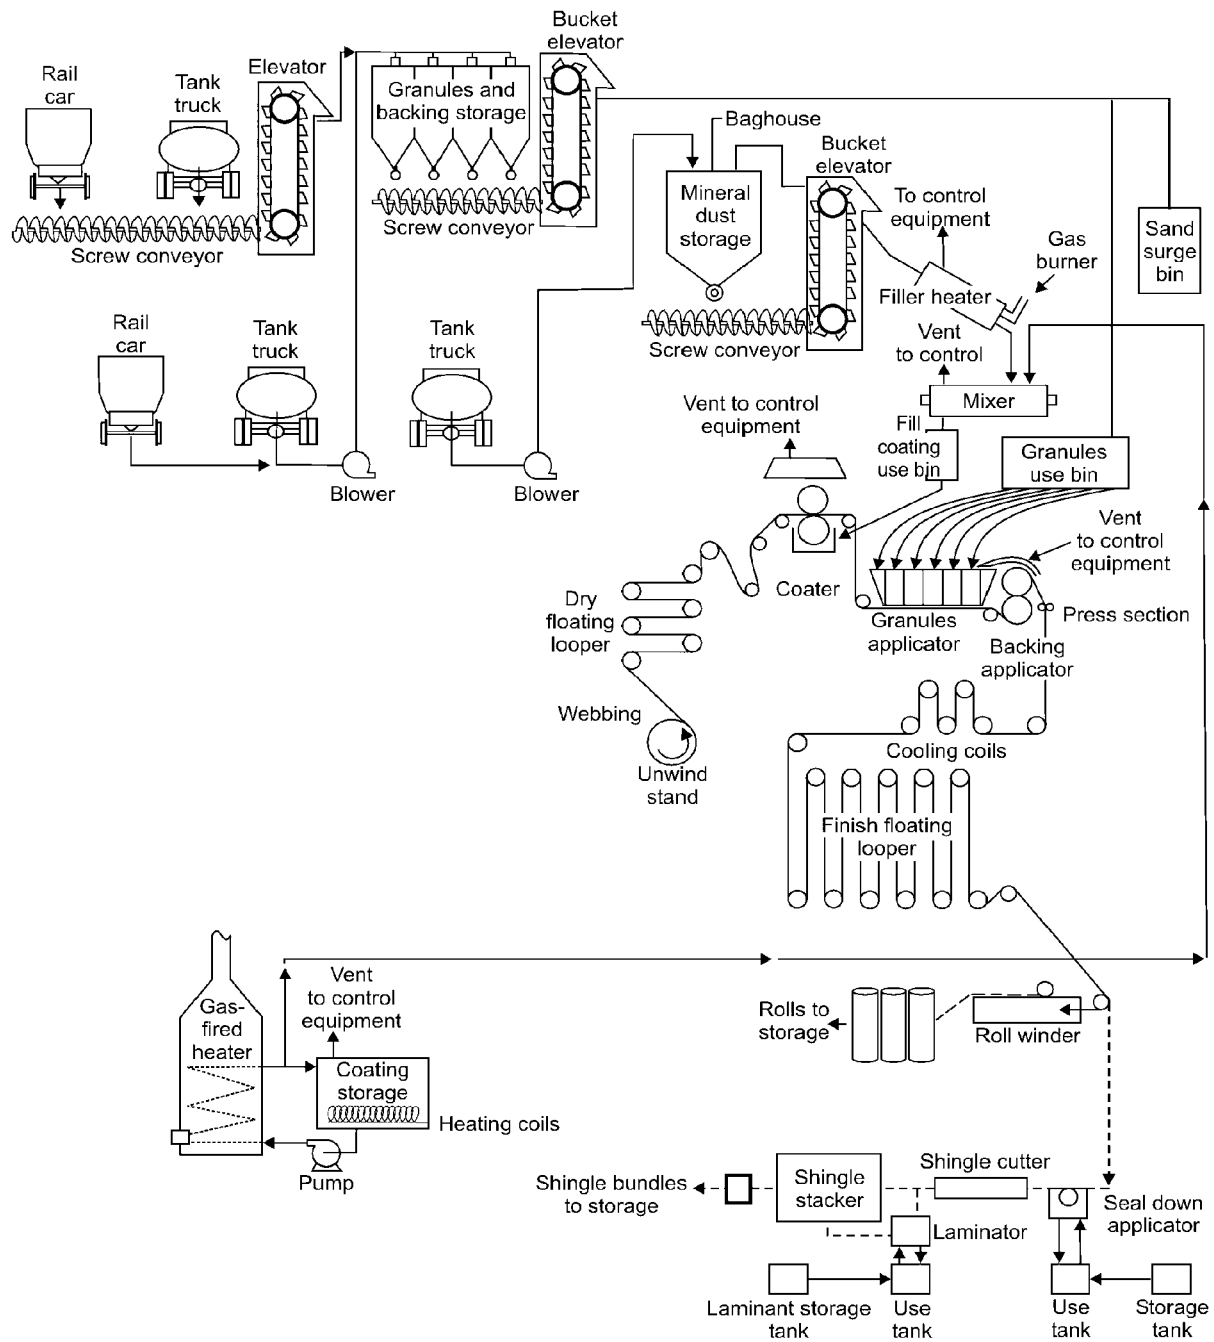 Bucket
elevator
Elevator
Rail
car
Tank
truck
Granules and
backing storage
Screw conveyor
Screw conveyor
Baghouse
Bucket
elevator
Mineral
dust
storage
Screw conveyor
To control
equipment
Gas
burner
Filler heater
Sand
surge
bin
Rail
car
Tank
truck
Tank
truck
Blower
Blower
Vent
to control
Mixer
Vent to control
equipment
Fill
coating
use bin
Granules
use bin
Vent
to control
equipment
Coater
Dry
floating
looper
Granules
applicator
Press section
Backing
applicator
Webbing
Unwind
stand
Cooling coils
Finish floating
looper
Gas-
fired
heater
Vent
to control
equipment
Coating
storage
Heating coils
Pump
Rolls to
storage
Roll winder
Shingle bundles
to storage
Shingle
stacker
Shingle cutter
Seal down
applicator
Laminator
Laminant storage
tank
Use
tank
Use
tank
Storage
tank